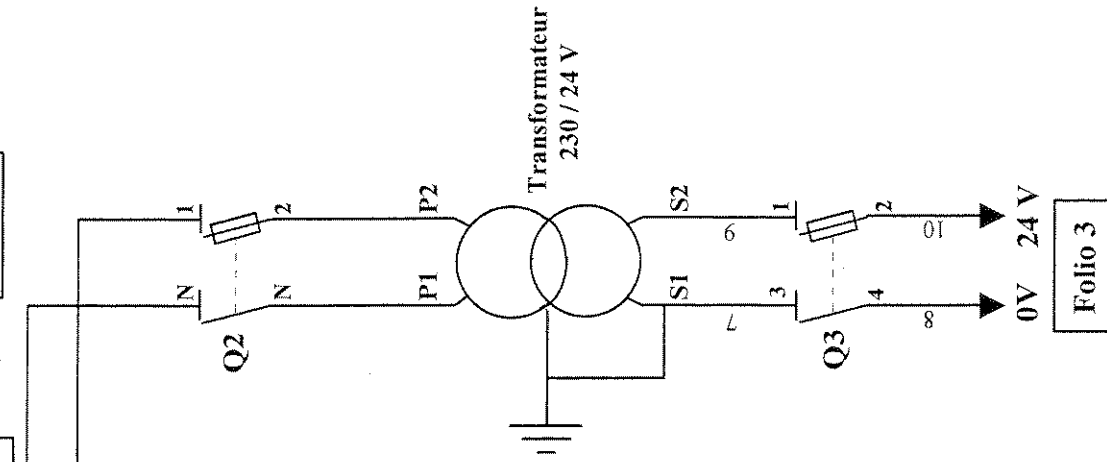 1
N
2
N
Q2
P2
P1
Transformateur
230 / 24 V
S2
S1
9
7
1
3
2
4
Q3
10
8
24 V
0V
Folio 3